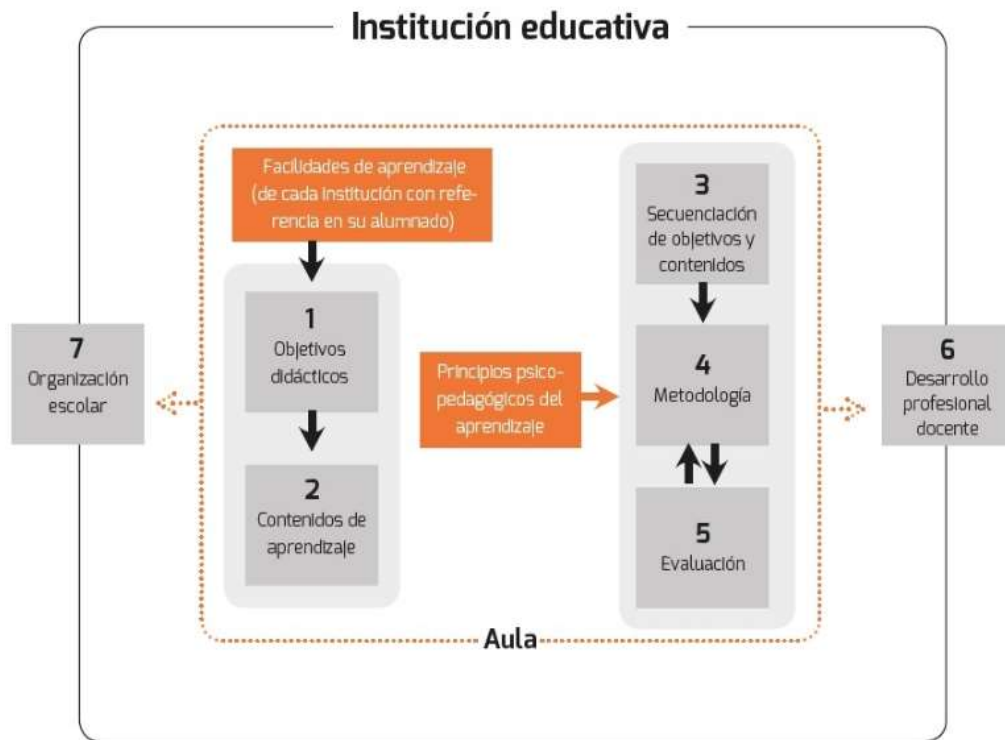 Institución educativa
Facilidades de aprendizaje
(de cada institución con refe-
rencia en su alumnado)
1
Objetivos
didácticos
2
Contenidos de
aprendizaje
Principios psico-
pedagógicos del
aprendizaje
3
Secuenciación
de objetivos y
contenidos
4
Metodología
5
Evaluación
7
Organización
escolar
6
Desarrollo
profesional
docente
Aula